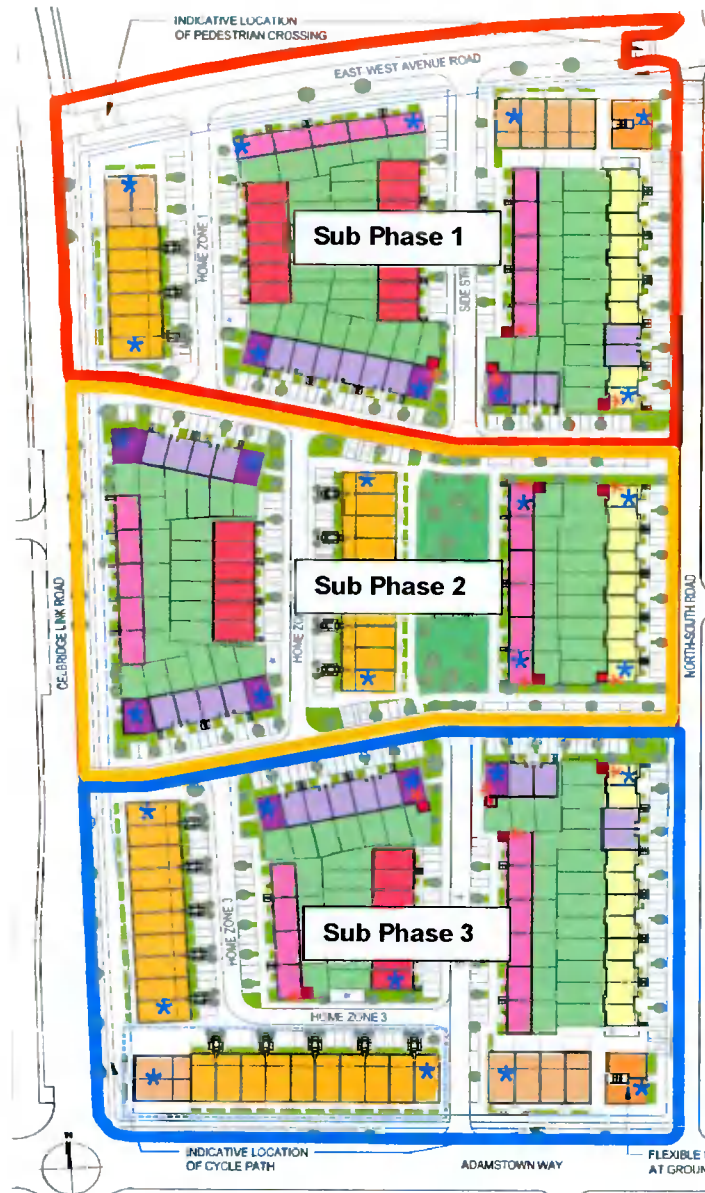 INDICATIVE LOCATION
OF PEDESTRIAN CROSSING
EAST-WEST AVENUE ROAD
HOME ZONE 1
Sub Phase 1
SIDE
Sub Phase 2
HOME
CELBRIDGE LINK ROAD
NORTH-SOUTH ROAD
Sub Phase 3
HOME ZONE 3
HOME ZONE 3
INDICATIVE LOCATION
OF CYCLE PATH
ADAMSTOWN WAY
FLEXIBLE
AT GROUN